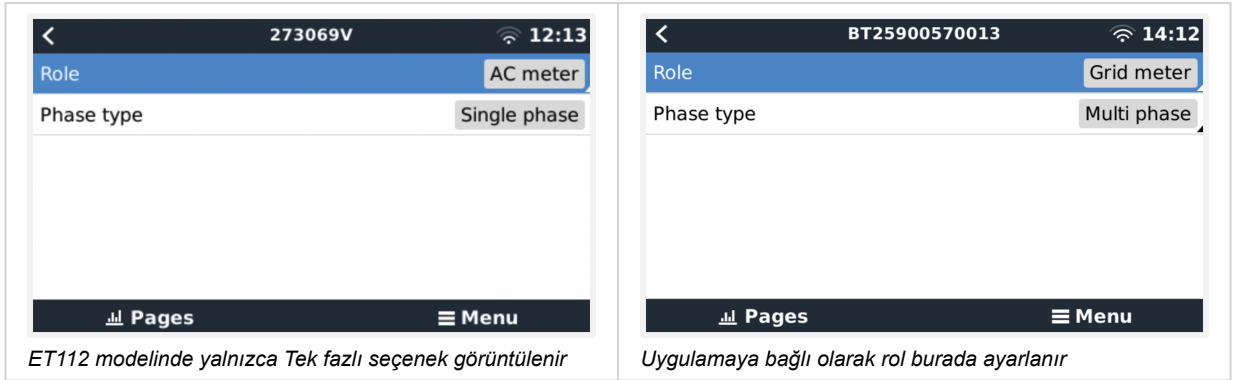 273069V 12:13
Role AC meter
Phase type Single phase
Pages Menu
ET112 modelinde yalnızca Tek fazlı seçenek görüntülenir
BT25900570013 14:12
Role Grid meter
Phase type Multi phase
Pages Menu
Uygulamaya bağlı olarak rol burada ayarlanır